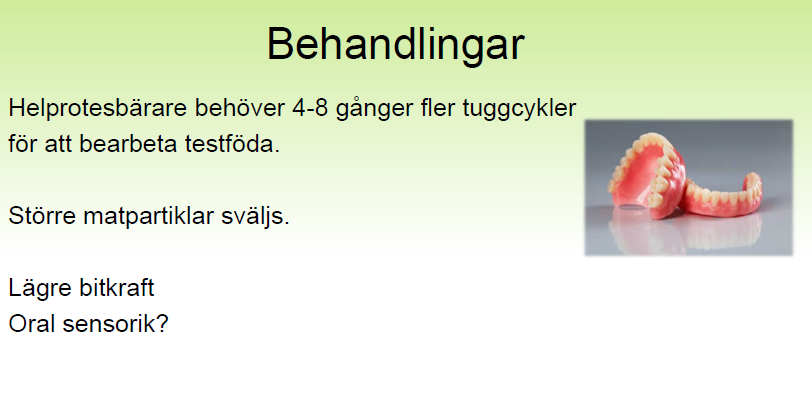 Behandlingar
Helprotesbärare behöver 4-8 gånger fler tuggcykler
för att bearbeta testföda.
Större matpartiklar sväljs.
Lägre bitkraft
Oral sensorik?